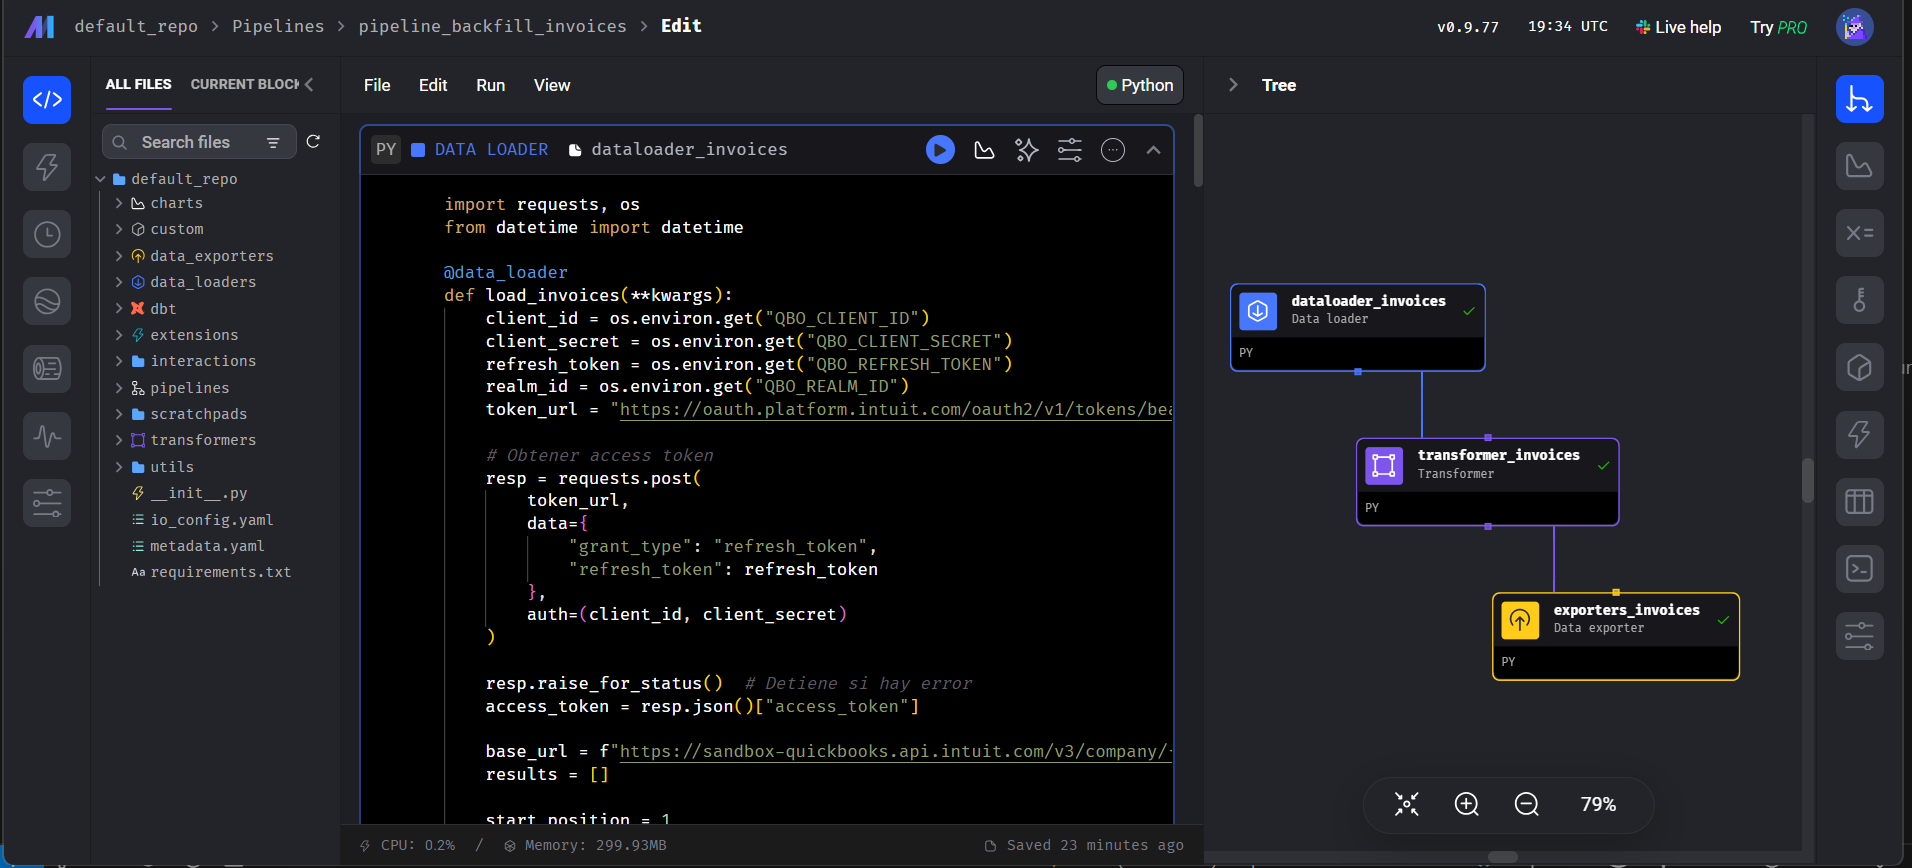 default_repo > Pipelines > pipeline_backfill_invoices > Edit
v0.9.77 19:34 UTC Live help Try PRO
ALL FILES CURRENT BLOCK
Search files
default_repo
charts
custom
data_exporters
data_loaders
dbt
extensions
interactions
pipelines
scratchpads
transformers
utils
__init__.py
io_config.yaml
metadata.yaml
Aa requirements.txt
File Edit Run View Python
PY DATA LOADER dataloader_invoices
import requests, os
from datetime import datetime
@data_loader
def load_invoices(**kwargs):
client_id = os.environ.get("QBO_CLIENT_ID")
client_secret = os.environ.get("QBO_CLIENT_SECRET")
refresh_token = os.environ.get("QBO_REFRESH_TOKEN")
realm_id = os.environ.get("QBO_REALM_ID")
token_url = "https://oauth.platform.intuit.com/oauth2/v1/tokens/bea
# Obtener access token
resp = requests.post(
token_url,
data={
"grant_type": "refresh_token",
"refresh_token": refresh_token
},
auth=(client_id, client_secret)
)
resp.raise_for_status() # Detiene si hay error
access_token = resp.json()["access_token"]
base_url = f"https://sandbox-quickbooks.api.intuit.com/v3/company/
results = []
start_position = 1
CPU: 0.2% / Memory: 299.93MB
Saved 23 minutes ago
Tree
dataloader_invoices
Data loader
PY
transformer_invoices
Transformer
PY
exporters_invoices
Data exporter
PY
79%